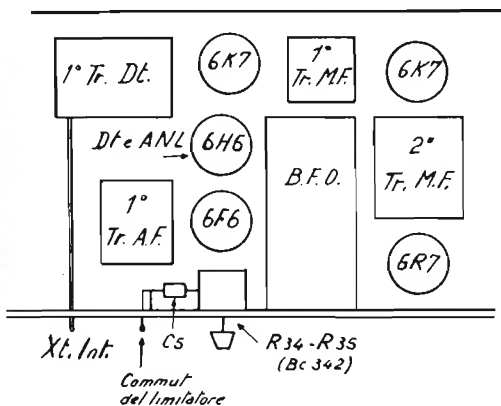 1° Tr. Dt.
6K7
1°
Tr. M.F.
6K7
Dt e ANL
6H6
B.F.O.
2°
Tr. M.F.
1°
Tr. A.F.
6F6
6R7
Xt. Int.
C5
R34-R35
(Bc 342)
Commut
del limitatore